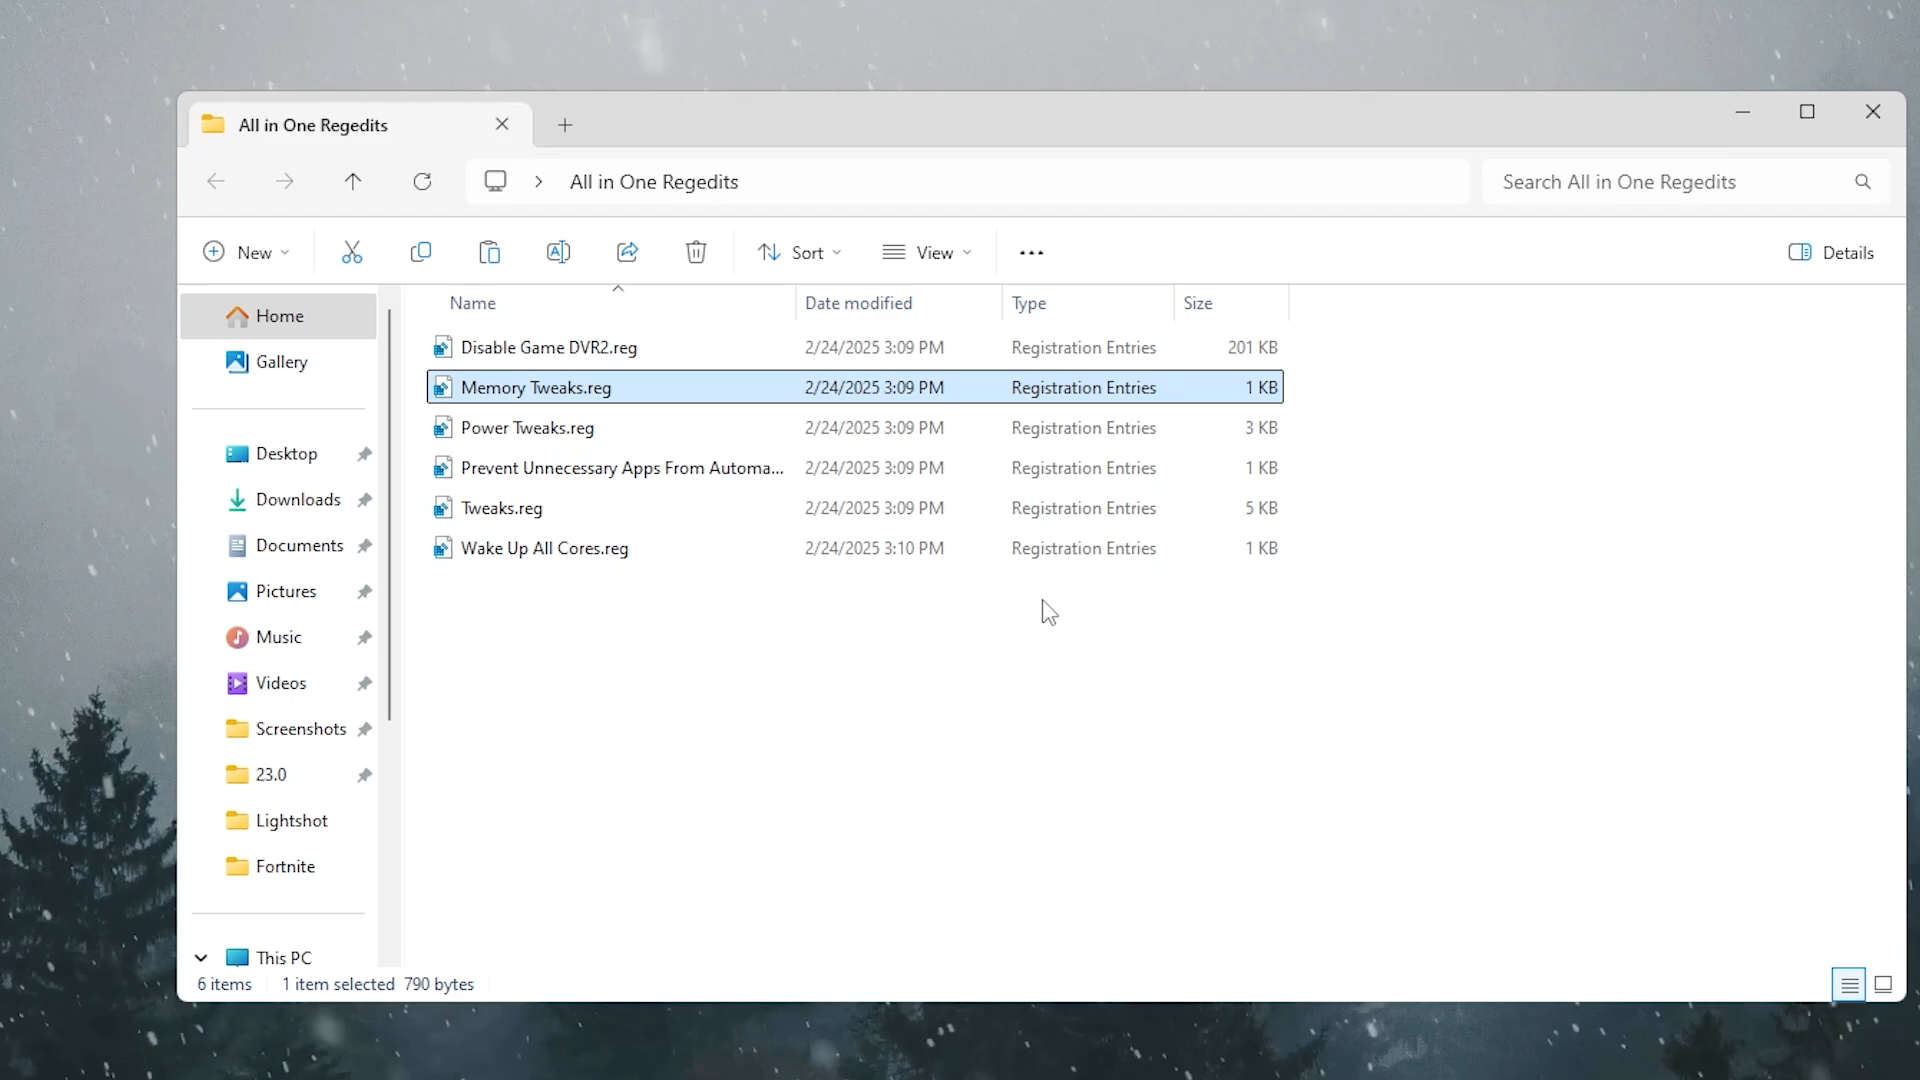 All in One Regedits
All in One Regedits
Search All in One Regedits
New
Sort
View
Details
Name Date modified Type Size
Disable Game DVR2.reg 2/24/2025 3:09 PM Registration Entries 201 KB
Memory Tweaks.reg 2/24/2025 3:09 PM Registration Entries 1 KB
Power Tweaks.reg 2/24/2025 3:09 PM Registration Entries 3 KB
Prevent Unnecessary Apps From Automa... 2/24/2025 3:09 PM Registration Entries 1 KB
Tweaks.reg 2/24/2025 3:09 PM Registration Entries 5 KB
Wake Up All Cores.reg 2/24/2025 3:10 PM Registration Entries 1 KB
Home
Gallery
Desktop
Downloads
Documents
Pictures
Music
Videos
Screenshots
23.0
Lightshot
Fortnite
This PC
6 items 1 item selected 790 bytes